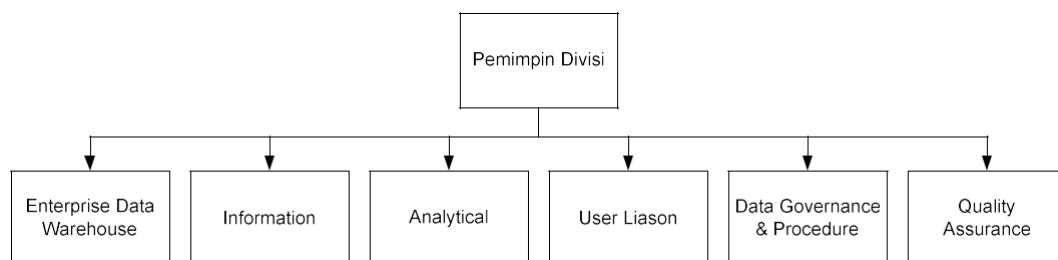 Pemimpin Divisi
Enterprise Data
Warehouse
Information
Analytical
User Liason
Data Governance
& Procedure
Quality
Assurance